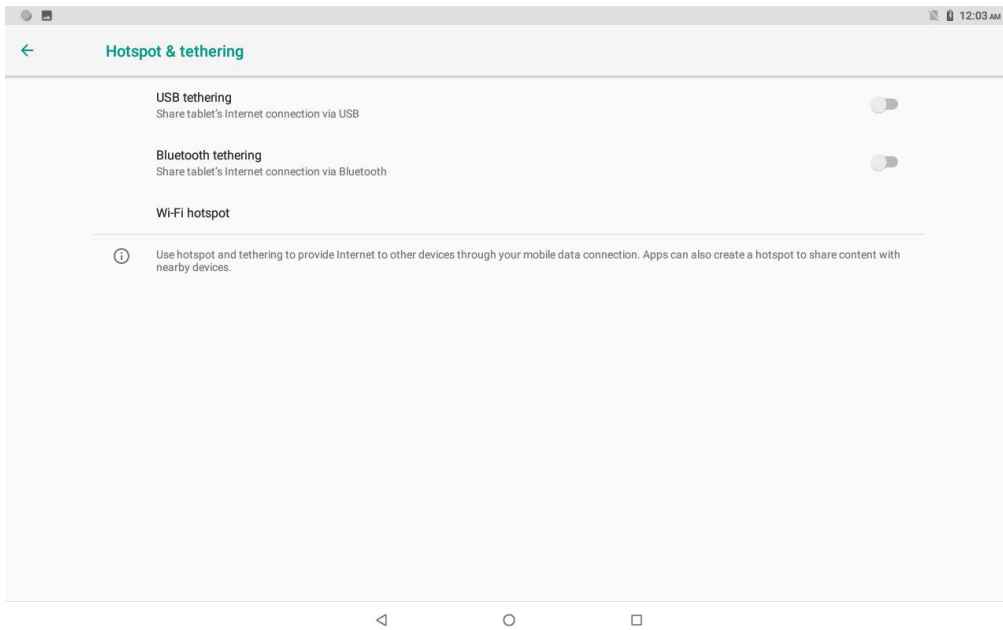 12:03 AM
Hotspot & tethering
USB tethering
Share tablet's Internet connection via USB
Bluetooth tethering
Share tablet's Internet connection via Bluetooth
Wi-Fi hotspot
Use hotspot and tethering to provide Internet to other devices through your mobile data connection. Apps can also create a hotspot to share content with
nearby devices.